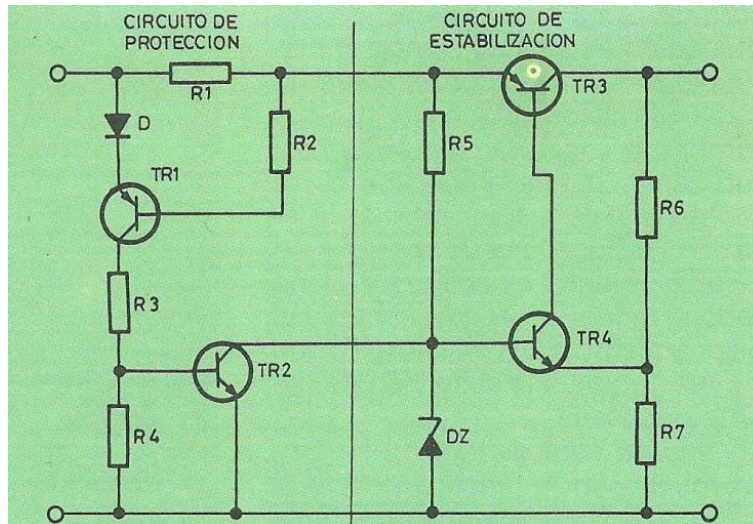 CIRCUITO DE
PROTECCION
CIRCUITO DE
ESTABILIZACION
R1
TR3
D
R2
R5
TR1
R6
R3
TR4
TR2
R4
DZ
R7